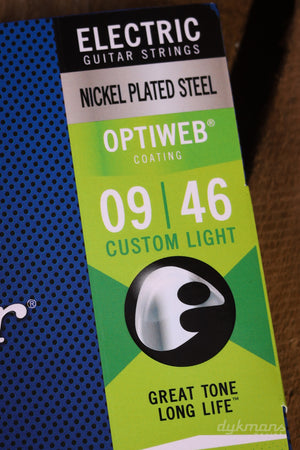 ELECTRIC
GUITAR STRINGS
NICKEL PLATED STEEL
OPTIWEB®
COATING
09 | 46
CUSTOM LIGHT
r®
GREAT TONE
LONG LIFE™
dykmans